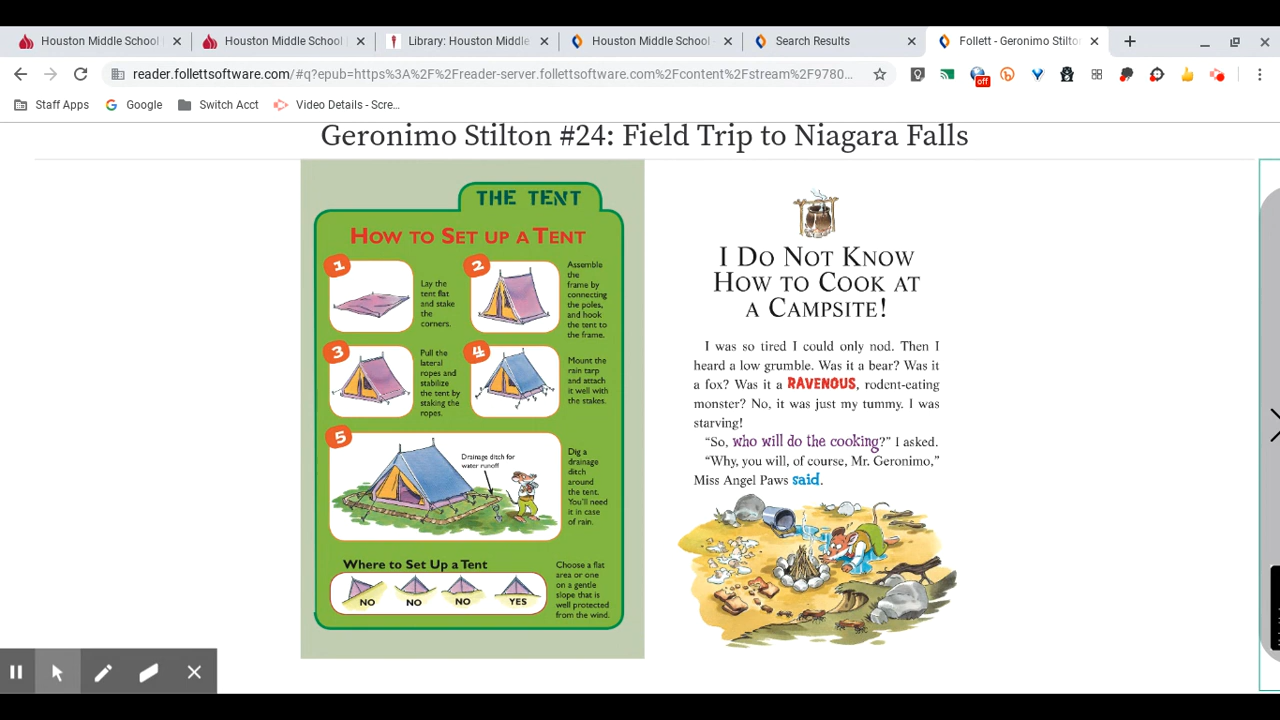 Houston Middle School
Houston Middle School
Library: Houston Middle
Houston Middle School -
Search Results
Follett - Geronimo Stilto
reader.follettsoftware.com/#q?epub=https%3A%2F%2Freader-server.follettsoftware.com%2Fcontent%2Fstream%2F9780...
off
Staff Apps
Google
Switch Acct
Video Details - Scre...
Geronimo Stilton #24: Field Trip to Niagara Falls
THE TENT
HOW TO SET UP A TENT
1
Lay the
tent flat
and stake
the
corners.
2
Assemble
the
frame by
connecting
the poles,
and hook
the tent to
the frame.
3
Pull the
lateral
ropes and
stabilize
the tent by
staking the
ropes.
4
Mount the
rain tarp
and attach
it well with
the stakes.
5
Drainage ditch for
water runoff
Dig a
drainage
ditch
around
the tent.
You'll need
it in case
of rain.
Where to Set Up a Tent
NO NO NO YES
Choose a flat
area or one
on a gentle
slope that is
well protected
from the wind.
I DO NOT KNOW
HOW TO COOK AT
A CAMPSITE!
I was so tired I could only nod. Then I
heard a low grumble. Was it a bear? Was it
a fox? Was it a RAVENOUS, rodent-eating
monster? No, it was just my tummy. I was
starving!
“So, who will do the cooking?” I asked.
“Why, you will, of course, Mr. Geronimo,”
Miss Angel Paws said.